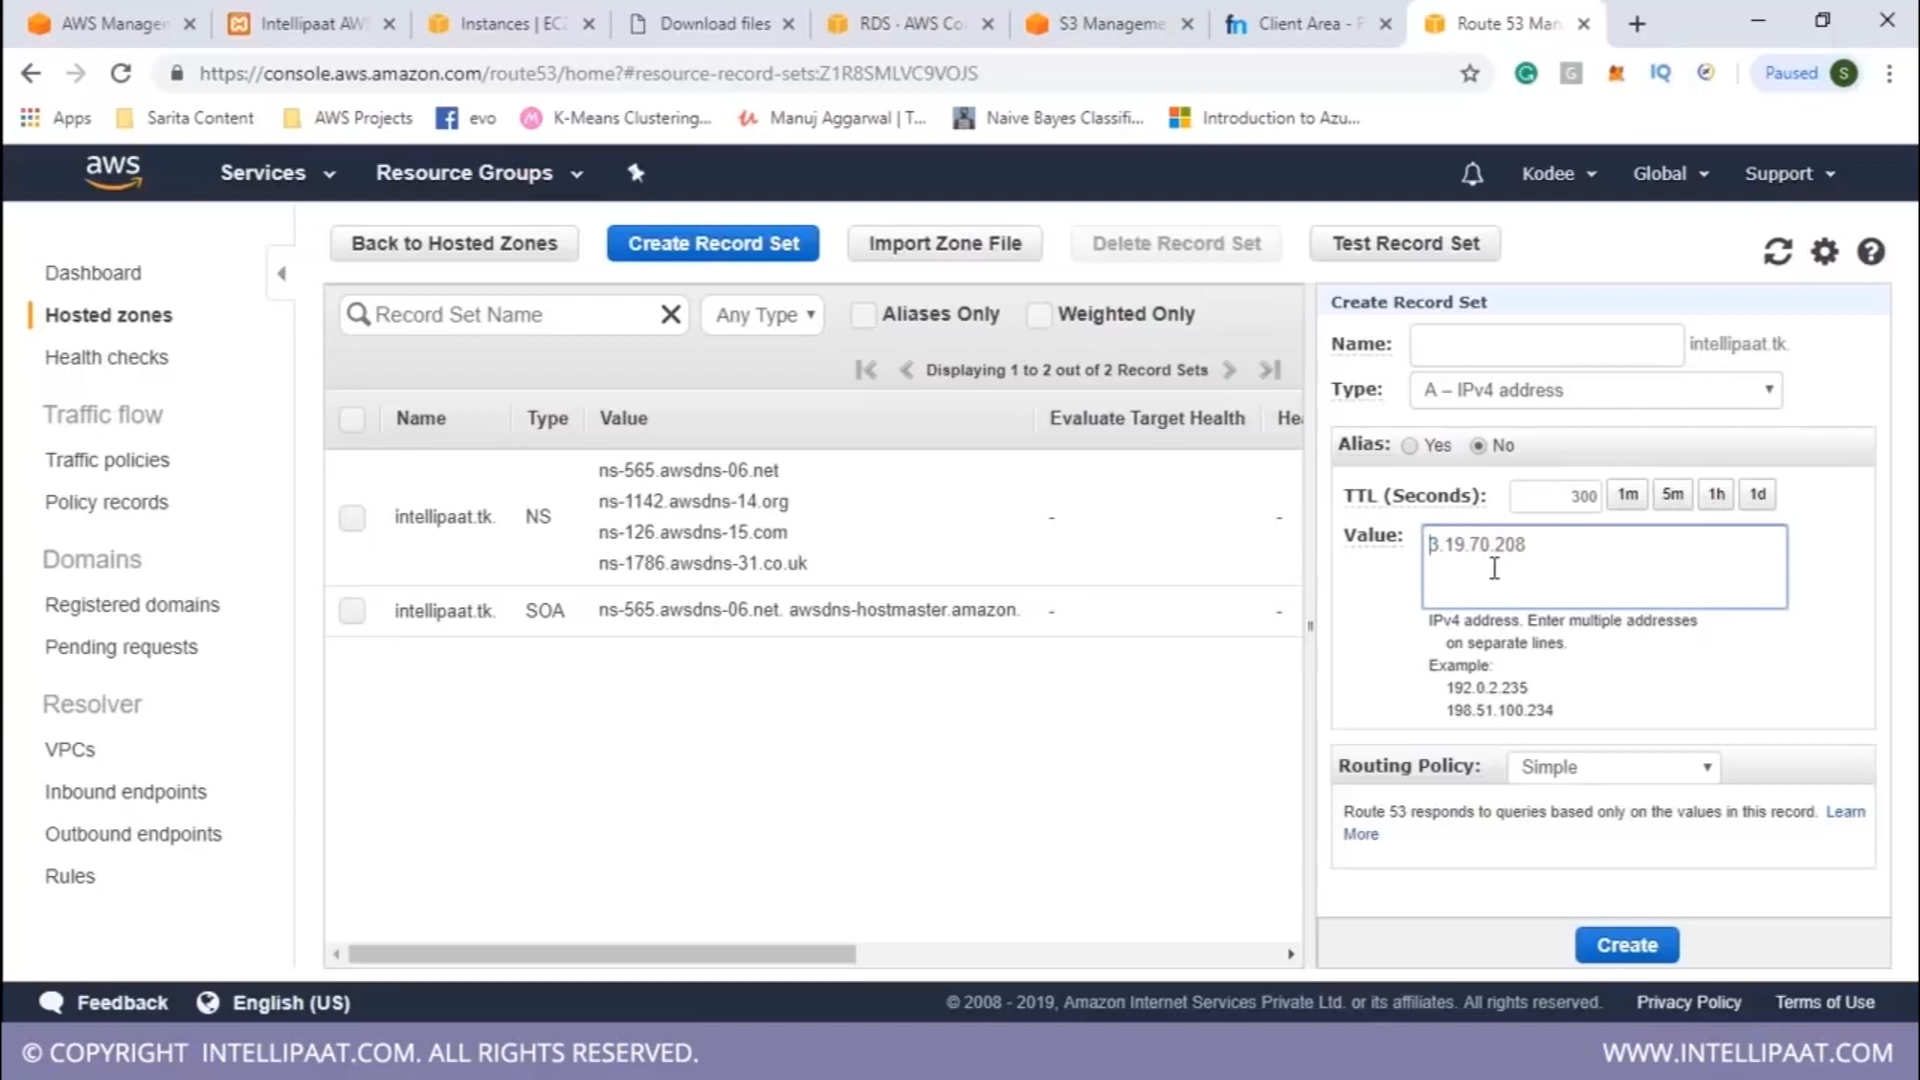 AWS Manager
Intellipaat AWS
Instances | EC2
Download files
RDS - AWS Co
S3 Manageme
fn Client Area - F
Route 53 Man
https://console.aws.amazon.com/route53/home?#resource-record-sets:Z1R8SMLVC9VOJS
IQ
Paused S
Apps
Sarita Content
AWS Projects
evo
K-Means Clustering...
Manuj Aggarwal | T...
Naive Bayes Classifi...
Introduction to Azu...
aws
Services
Resource Groups
Kodee
Global
Support
Dashboard
Hosted zones
Health checks
Traffic flow
Traffic policies
Policy records
Domains
Registered domains
Pending requests
Resolver
VPCs
Inbound endpoints
Outbound endpoints
Rules
Back to Hosted Zones
Create Record Set
Import Zone File
Delete Record Set
Test Record Set
Record Set Name
Any Type
Aliases Only
Weighted Only
Displaying 1 to 2 out of 2 Record Sets
Name Type Value Evaluate Target Health Hea
intellipaat.tk. NS
ns-565.awsdns-06.net
ns-1142.awsdns-14.org
ns-126.awsdns-15.com
ns-1786.awsdns-31.co.uk
- -
intellipaat.tk. SOA ns-565.awsdns-06.net. awsdns-hostmaster.amazon. - -
Create Record Set
Name: intellipaat.tk.
Type: A – IPv4 address
Alias: Yes No
TTL (Seconds): 300 1m 5m 1h 1d
Value: 3.19.70.208
IPv4 address. Enter multiple addresses
on separate lines.
Example:
192.0.2.235
198.51.100.234
Routing Policy: Simple
Route 53 responds to queries based only on the values in this record. Learn
More
Create
Feedback
English (US)
© 2008 - 2019, Amazon Internet Services Private Ltd. or its affiliates. All rights reserved.
Privacy Policy
Terms of Use
© COPYRIGHT INTELLIPAAT.COM. ALL RIGHTS RESERVED.
WWW.INTELLIPAAT.COM